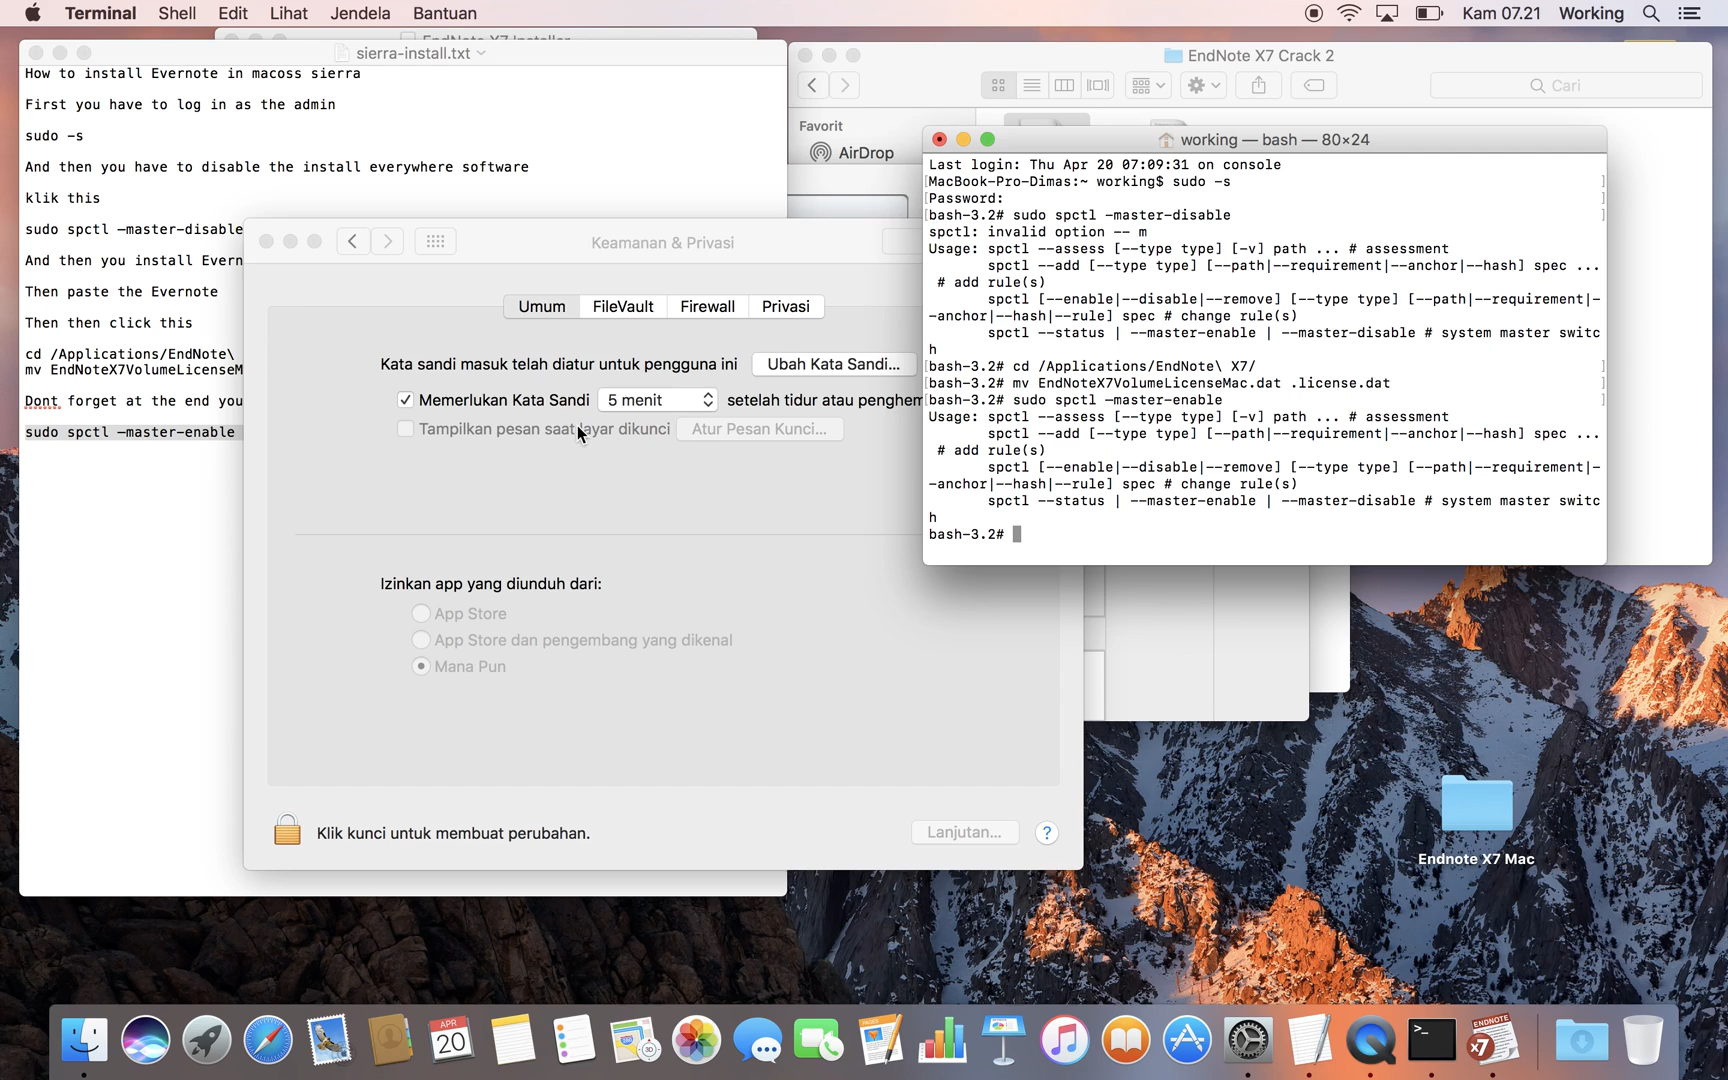 Terminal Shell Edit Lihat Jendela Bantuan
Kam 07.21 Working
sierra-install.txt
How to install Evernote in macoss sierra
First you have to log in as the admin
sudo -s
And then you have to disable the install everywhere software
klik this
sudo spctl —master-disable
And then you install Evern
Then paste the Evernote
Then then click this
cd /Applications/EndNote\
mv EndNoteX7VolumeLicenseM
Dont forget at the end you
sudo spctl —master-enable
EndNote X7 Crack 2
Cari
Favorit
AirDrop
Keamanan & Privasi
Umum FileVault Firewall Privasi
Kata sandi masuk telah diatur untuk pengguna ini Ubah Kata Sandi...
Memerlukan Kata Sandi 5 menit setelah tidur atau penghem
Tampilkan pesan saat layar dikunci Atur Pesan Kunci...
Izinkan app yang diunduh dari:
App Store
App Store dan pengembang yang dikenal
Mana Pun
Klik kunci untuk membuat perubahan.
Lanjutan... ?
working — bash — 80×24
Last login: Thu Apr 20 07:09:31 on console
[MacBook-Pro-Dimas:~ working$ sudo -s ]
[Password: ]
[bash-3.2# sudo spctl —master-disable ]
spctl: invalid option -- m
Usage: spctl --assess [--type type] [-v] path ... # assessment
spctl --add [--type type] [--path|--requirement|--anchor|--hash] spec ...
# add rule(s)
spctl [--enable|--disable|--remove] [--type type] [--path|--requirement|-
-anchor|--hash|--rule] spec # change rule(s)
spctl --status | --master-enable | --master-disable # system master switc
h
[bash-3.2# cd /Applications/EndNote\ X7/ ]
[bash-3.2# mv EndNoteX7VolumeLicenseMac.dat .license.dat ]
[bash-3.2# sudo spctl —master-enable ]
Usage: spctl --assess [--type type] [-v] path ... # assessment
spctl --add [--type type] [--path|--requirement|--anchor|--hash] spec ...
# add rule(s)
spctl [--enable|--disable|--remove] [--type type] [--path|--requirement|-
-anchor|--hash|--rule] spec # change rule(s)
spctl --status | --master-enable | --master-disable # system master switc
h
bash-3.2#
Endnote X7 Mac
APR
20
PAGES
>_
ENDNOTE
x7